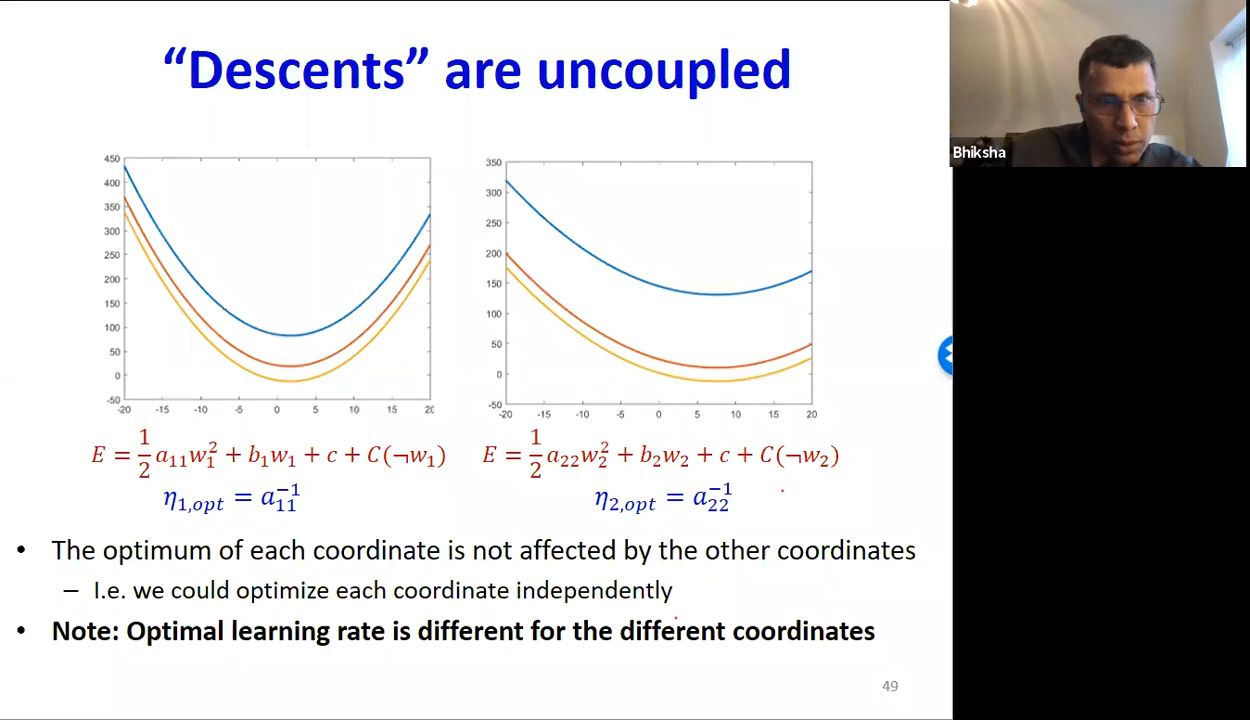 “Descents” are uncoupled
Bhiksha
450
400
350
300
250
200
150
100
50
0
-50
-20 -15 -10 -5 0 5 10 15 20
350
300
250
200
150
100
50
0
-50
-20 -15 -10 -5 0 5 10 15 20
E = 1/2 a₁₁w₁² + b₁w₁ + c + C(¬w₁)
E = 1/2 a₂₂w₂² + b₂w₂ + c + C(¬w₂)
η₁,opt = a₁₁⁻¹
η₂,opt = a₂₂⁻¹
• The optimum of each coordinate is not affected by the other coordinates
– I.e. we could optimize each coordinate independently
• Note: Optimal learning rate is different for the different coordinates
49